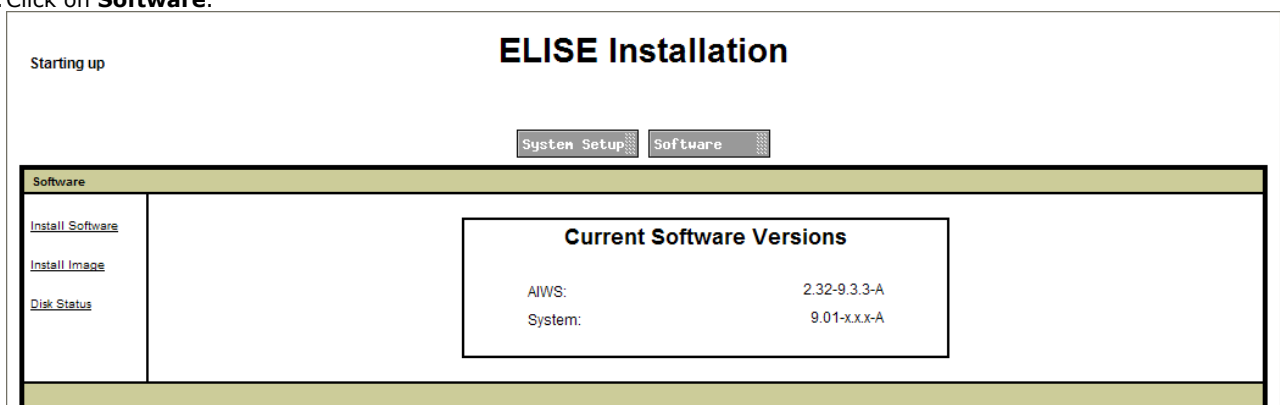 Click on Software.
ELISE Installation
Starting up
System Setup Software
Software
Install Software
Install Image
Disk Status
Current Software Versions
AIWS: 2.32-9.3.3-A
System: 9.01-x.x.x-A